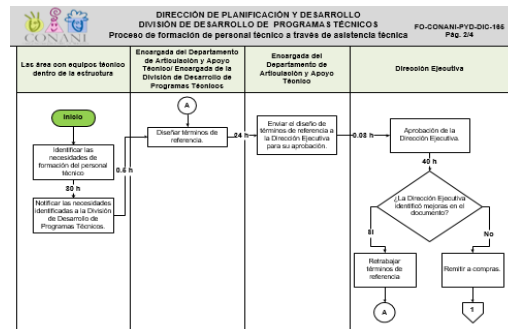 CONANI
DIRECCIÓN DE PLANIFICACIÓN Y DESARROLLO
DIVISIÓN DE DESARROLLO DE PROGRAMAS TÉCNICOS
Proceso de formación de personal técnico a través de asistencia técnica
FO-CONANI-PYD-DIC-165
Pág. 2/4
Las área con equipos técnico
dentro de la estructura
Encargada del Departamento
de Articulación y Apoyo
Técnico/ Encargada de la
División de Desarrollo de
Programas Técnicos
Encargada del
Departamento de
Articulación y Apoyo
Técnico
Dirección Ejecutiva
Inicio
Identificar las
necesidades de
formación del personal
técnico
80 h
Notificar las necesidades
identificadas a la División
de Desarrollo de
Programas Técnicos.
0.6 h
A
Diseñar términos de
referencia.
24 h
Enviar el diseño de
términos de referencia a
la Dirección Ejecutiva
para su aprobación.
0.08 h
Aprobación de la
Dirección Ejecutiva.
40 h
¿La Dirección Ejecutiva
identificó mejoras en el
documento?
SI
No
Retrabajar
términos de
referencia
Remitir a compras.
A
1